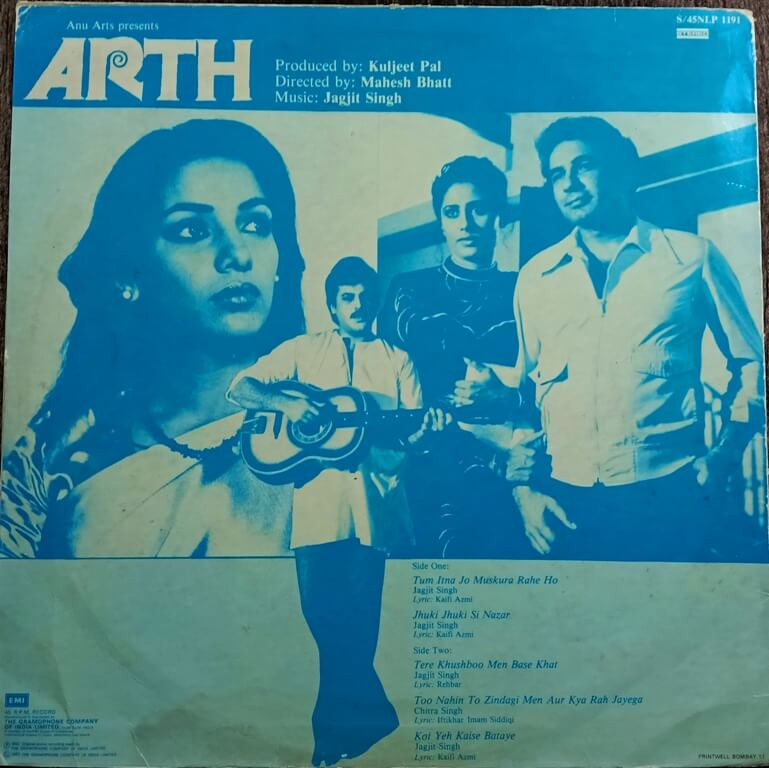 Anu Arts presents
S/45NLP 1191
ARTH
Produced by: Kuljeet Pal
Directed by: Mahesh Bhatt
Music: Jagjit Singh
Side One:
Tum Itna Jo Muskura Rahe Ho
Jagjit Singh
Lyric: Kaifi Azmi
Jhuki Jhuki Si Nazar
Jagjit Singh
Lyric: Kaifi Azmi
Side Two:
Tere Khushboo Men Base Khat
Jagjit Singh
Lyric: Rehbar
Too Nahin To Zindagi Men Aur Kya Rah Jayega
Chitra Singh
Lyric: Iftikhar Imam Siddiqi
Koi Yeh Kaise Bataye
Jagjit Singh
Lyric: Kaifi Azmi
EMI
45 R.P.M. RECORD
THE GRAMOPHONE COMPANY
OF INDIA LIMITED
PRINTWELL BOMBAY 11